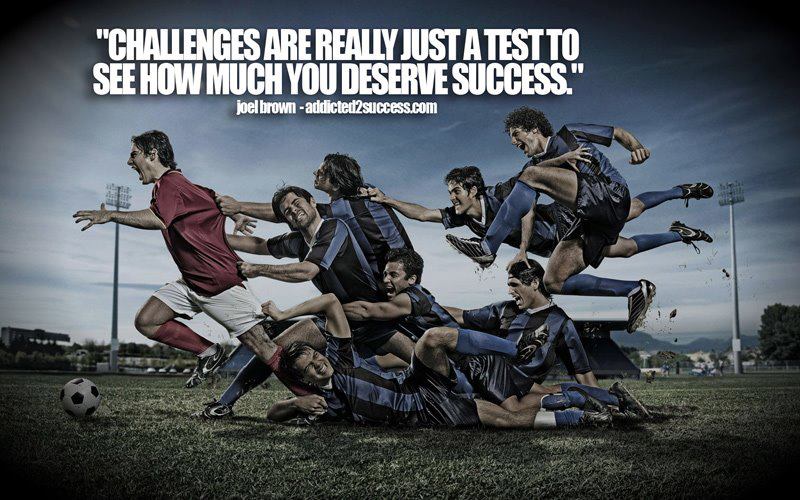 "CHALLENGES ARE REALLY JUST A TEST TO
SEE HOW MUCH YOU DESERVE SUCCESS."
joel brown - addicted2success.com